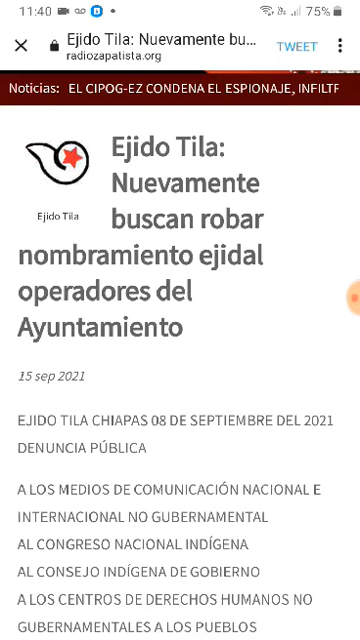 11:40
75%
Ejido Tila: Nuevamente bu...
radiozapatista.org
TWEET
Noticias: EL CIPOG-EZ CONDENA EL ESPIONAJE, INFILT
Ejido Tila
Ejido Tila:
Nuevamente
buscan robar
nombramiento ejidal
operadores del
Ayuntamiento
15 sep 2021
EJIDO TILA CHIAPAS 08 DE SEPTIEMBRE DEL 2021
DENUNCIA PÚBLICA
A LOS MEDIOS DE COMUNICACIÓN NACIONAL E
INTERNACIONAL NO GUBERNAMENTAL
AL CONGRESO NACIONAL INDÍGENA
AL CONSEJO INDÍGENA DE GOBIERNO
A LOS CENTROS DE DERECHOS HUMANOS NO
GUBERNAMENTALES A LOS PUEBLOS